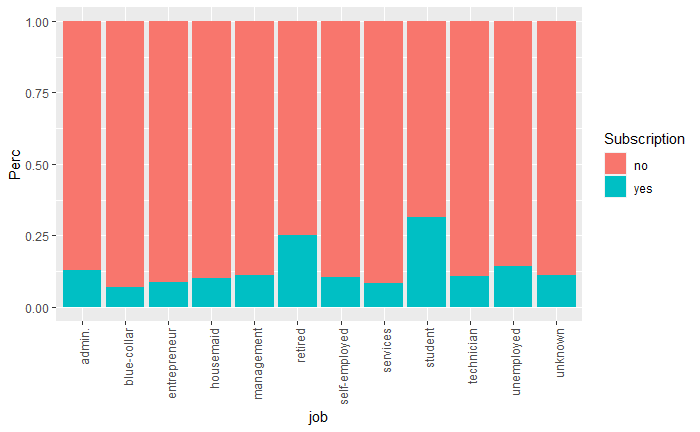 1.00
0.75
0.50
0.25
0.00
Perc
admin.
blue-collar
entrepreneur
housemaid
management
retired
self-employed
services
student
technician
unemployed
unknown
job
Subscription
no
yes